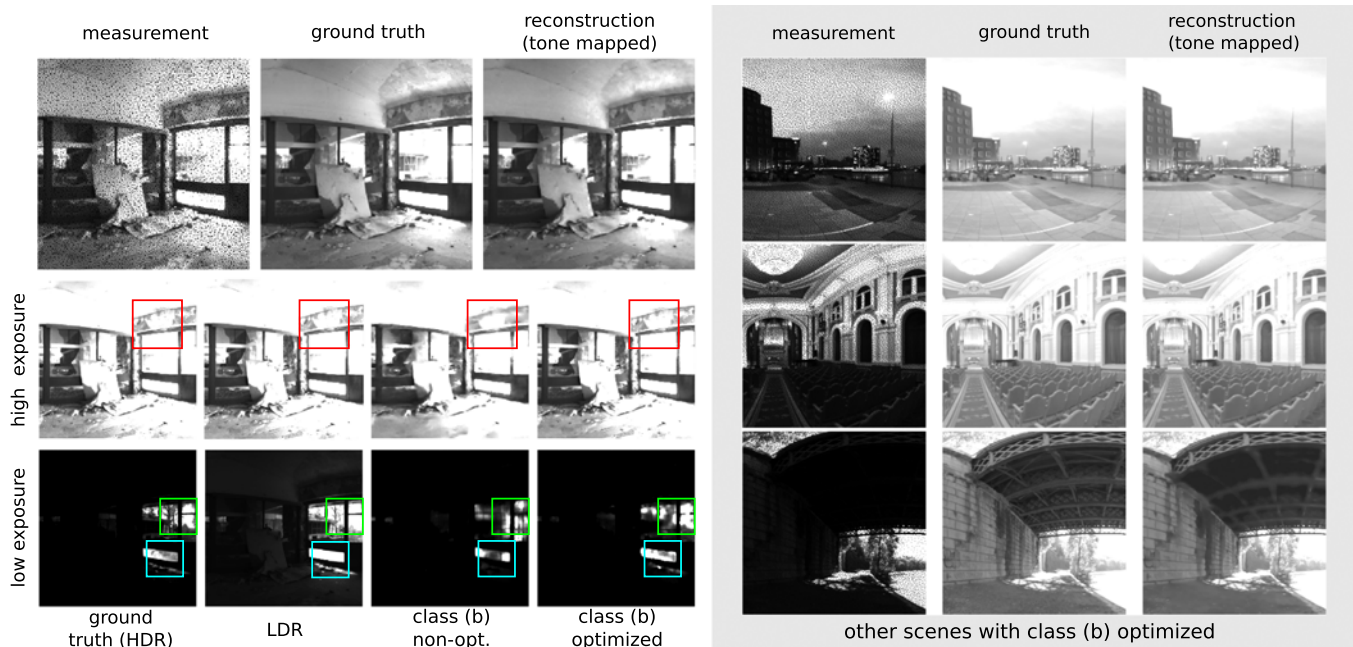 measurement
ground truth
reconstruction
(tone mapped)
high exposure
low exposure
ground
truth (HDR)
LDR
class (b)
non-opt.
class (b)
optimized
measurement
ground truth
reconstruction
(tone mapped)
other scenes with class (b) optimized